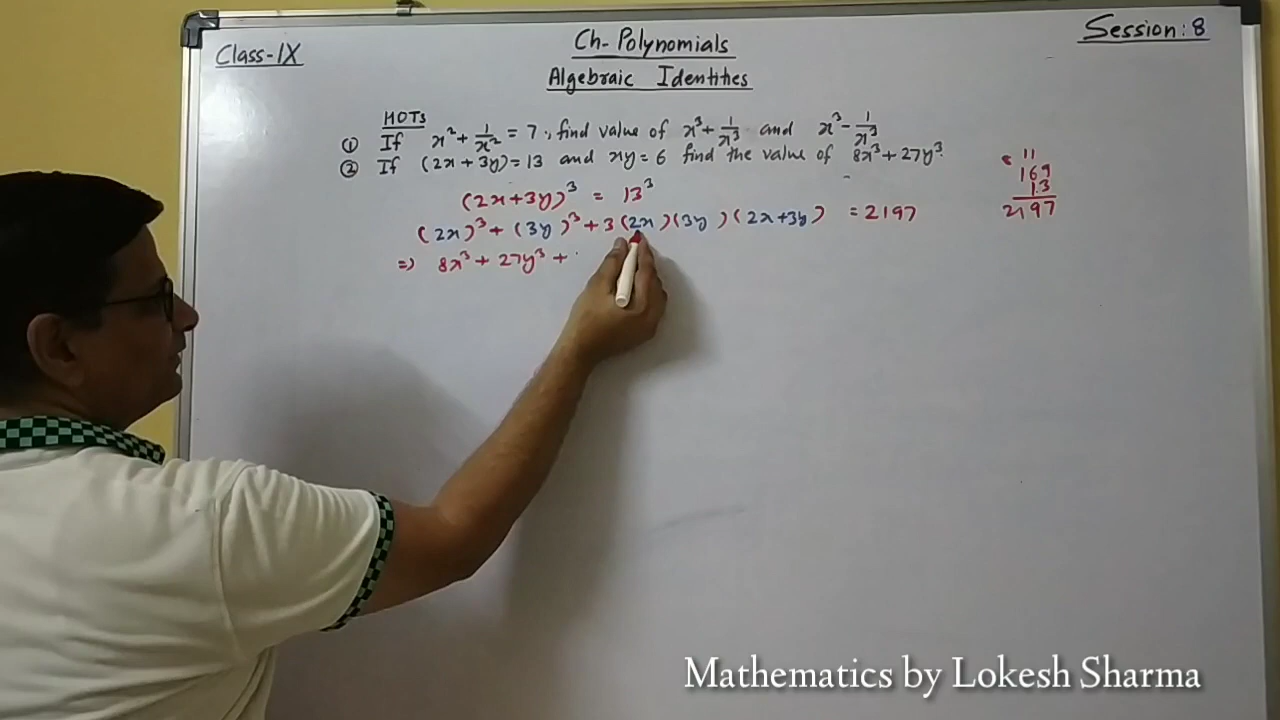 Class-IX
Ch- Polynomials
Session: 8
Algebraic Identities
HOTs
① If x² + 1/x² = 7, find value of x³ + 1/x³ and x³ - 1/x³
② If (2x + 3y) = 13 and xy = 6 find the value of 8x³ + 27y³.
(2x+3y)³ = 13³
(2x)³ + (3y)³ + 3(2x)(3y)(2x+3y) = 2197
⇒ 8x³ + 27y³ +
11
169
13
2197
Mathematics by Lokesh Sharma